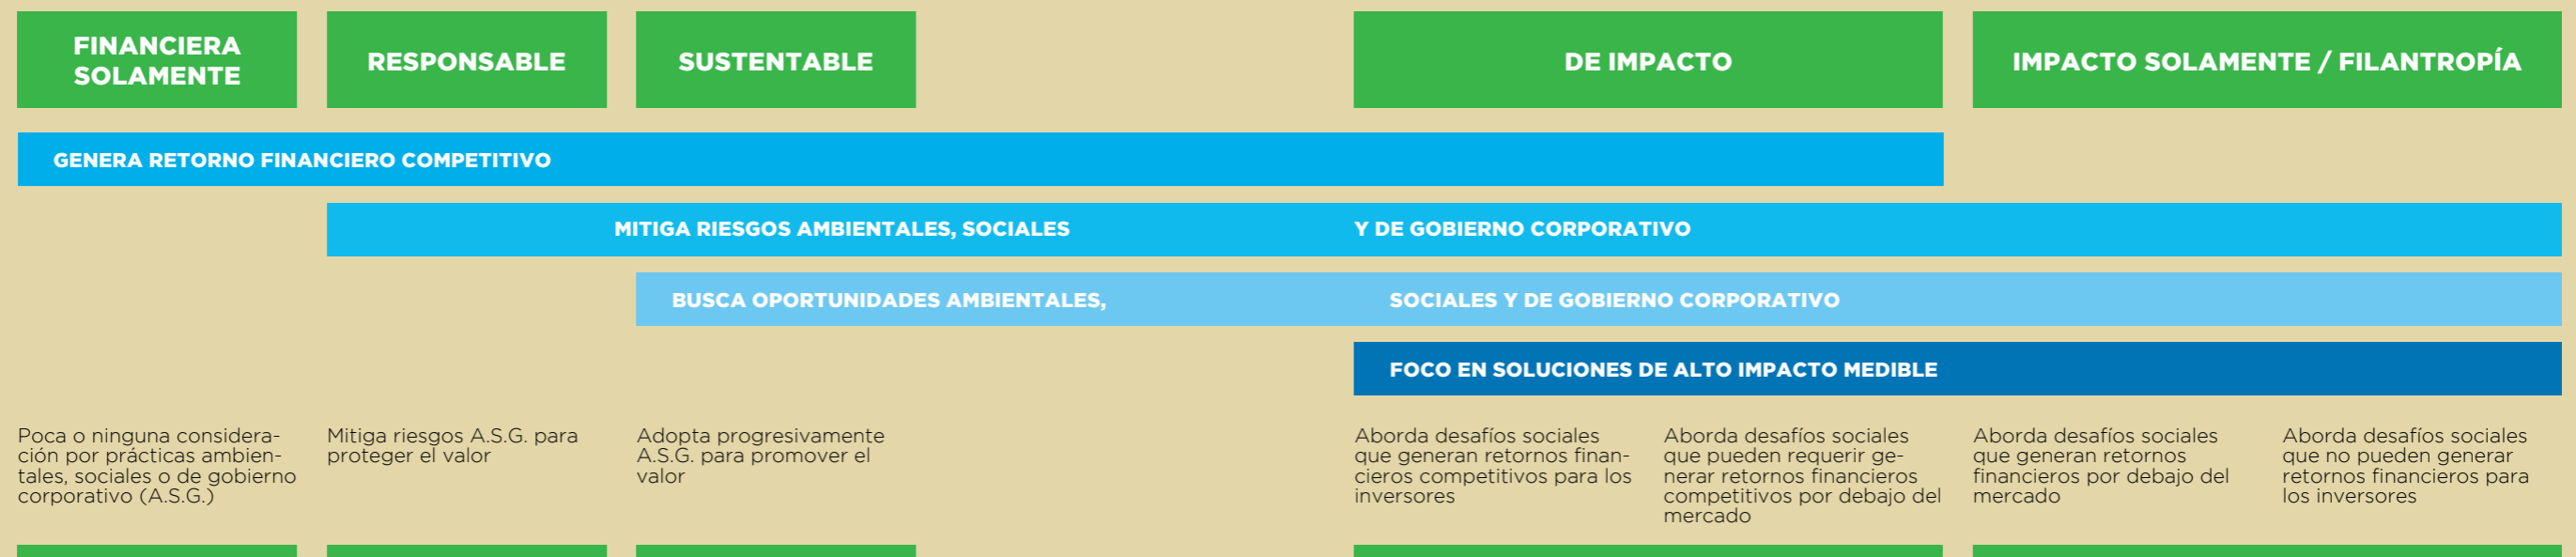 FINANCIERA
SOLAMENTE
RESPONSABLE
SUSTENTABLE
DE IMPACTO
IMPACTO SOLAMENTE / FILANTROPÍA
GENERA RETORNO FINANCIERO COMPETITIVO
MITIGA RIESGOS AMBIENTALES, SOCIALES Y DE GOBIERNO CORPORATIVO
BUSCA OPORTUNIDADES AMBIENTALES, SOCIALES Y DE GOBIERNO CORPORATIVO
FOCO EN SOLUCIONES DE ALTO IMPACTO MEDIBLE
Poca o ninguna considera-
ción por prácticas ambien-
tales, sociales o de gobierno
corporativo (A.S.G.)
Mitiga riesgos A.S.G. para
proteger el valor
Adopta progresivamente
A.S.G. para promover el
valor
Aborda desafíos sociales
que generan retornos finan-
cieros competitivos para los
inversores
Aborda desafíos sociales
que pueden requerir ge-
nerar retornos financieros
competitivos por debajo del
mercado
Aborda desafíos sociales
que generan retornos
financieros por debajo del
mercado
Aborda desafíos sociales
que no pueden generar
retornos financieros para
los inversores